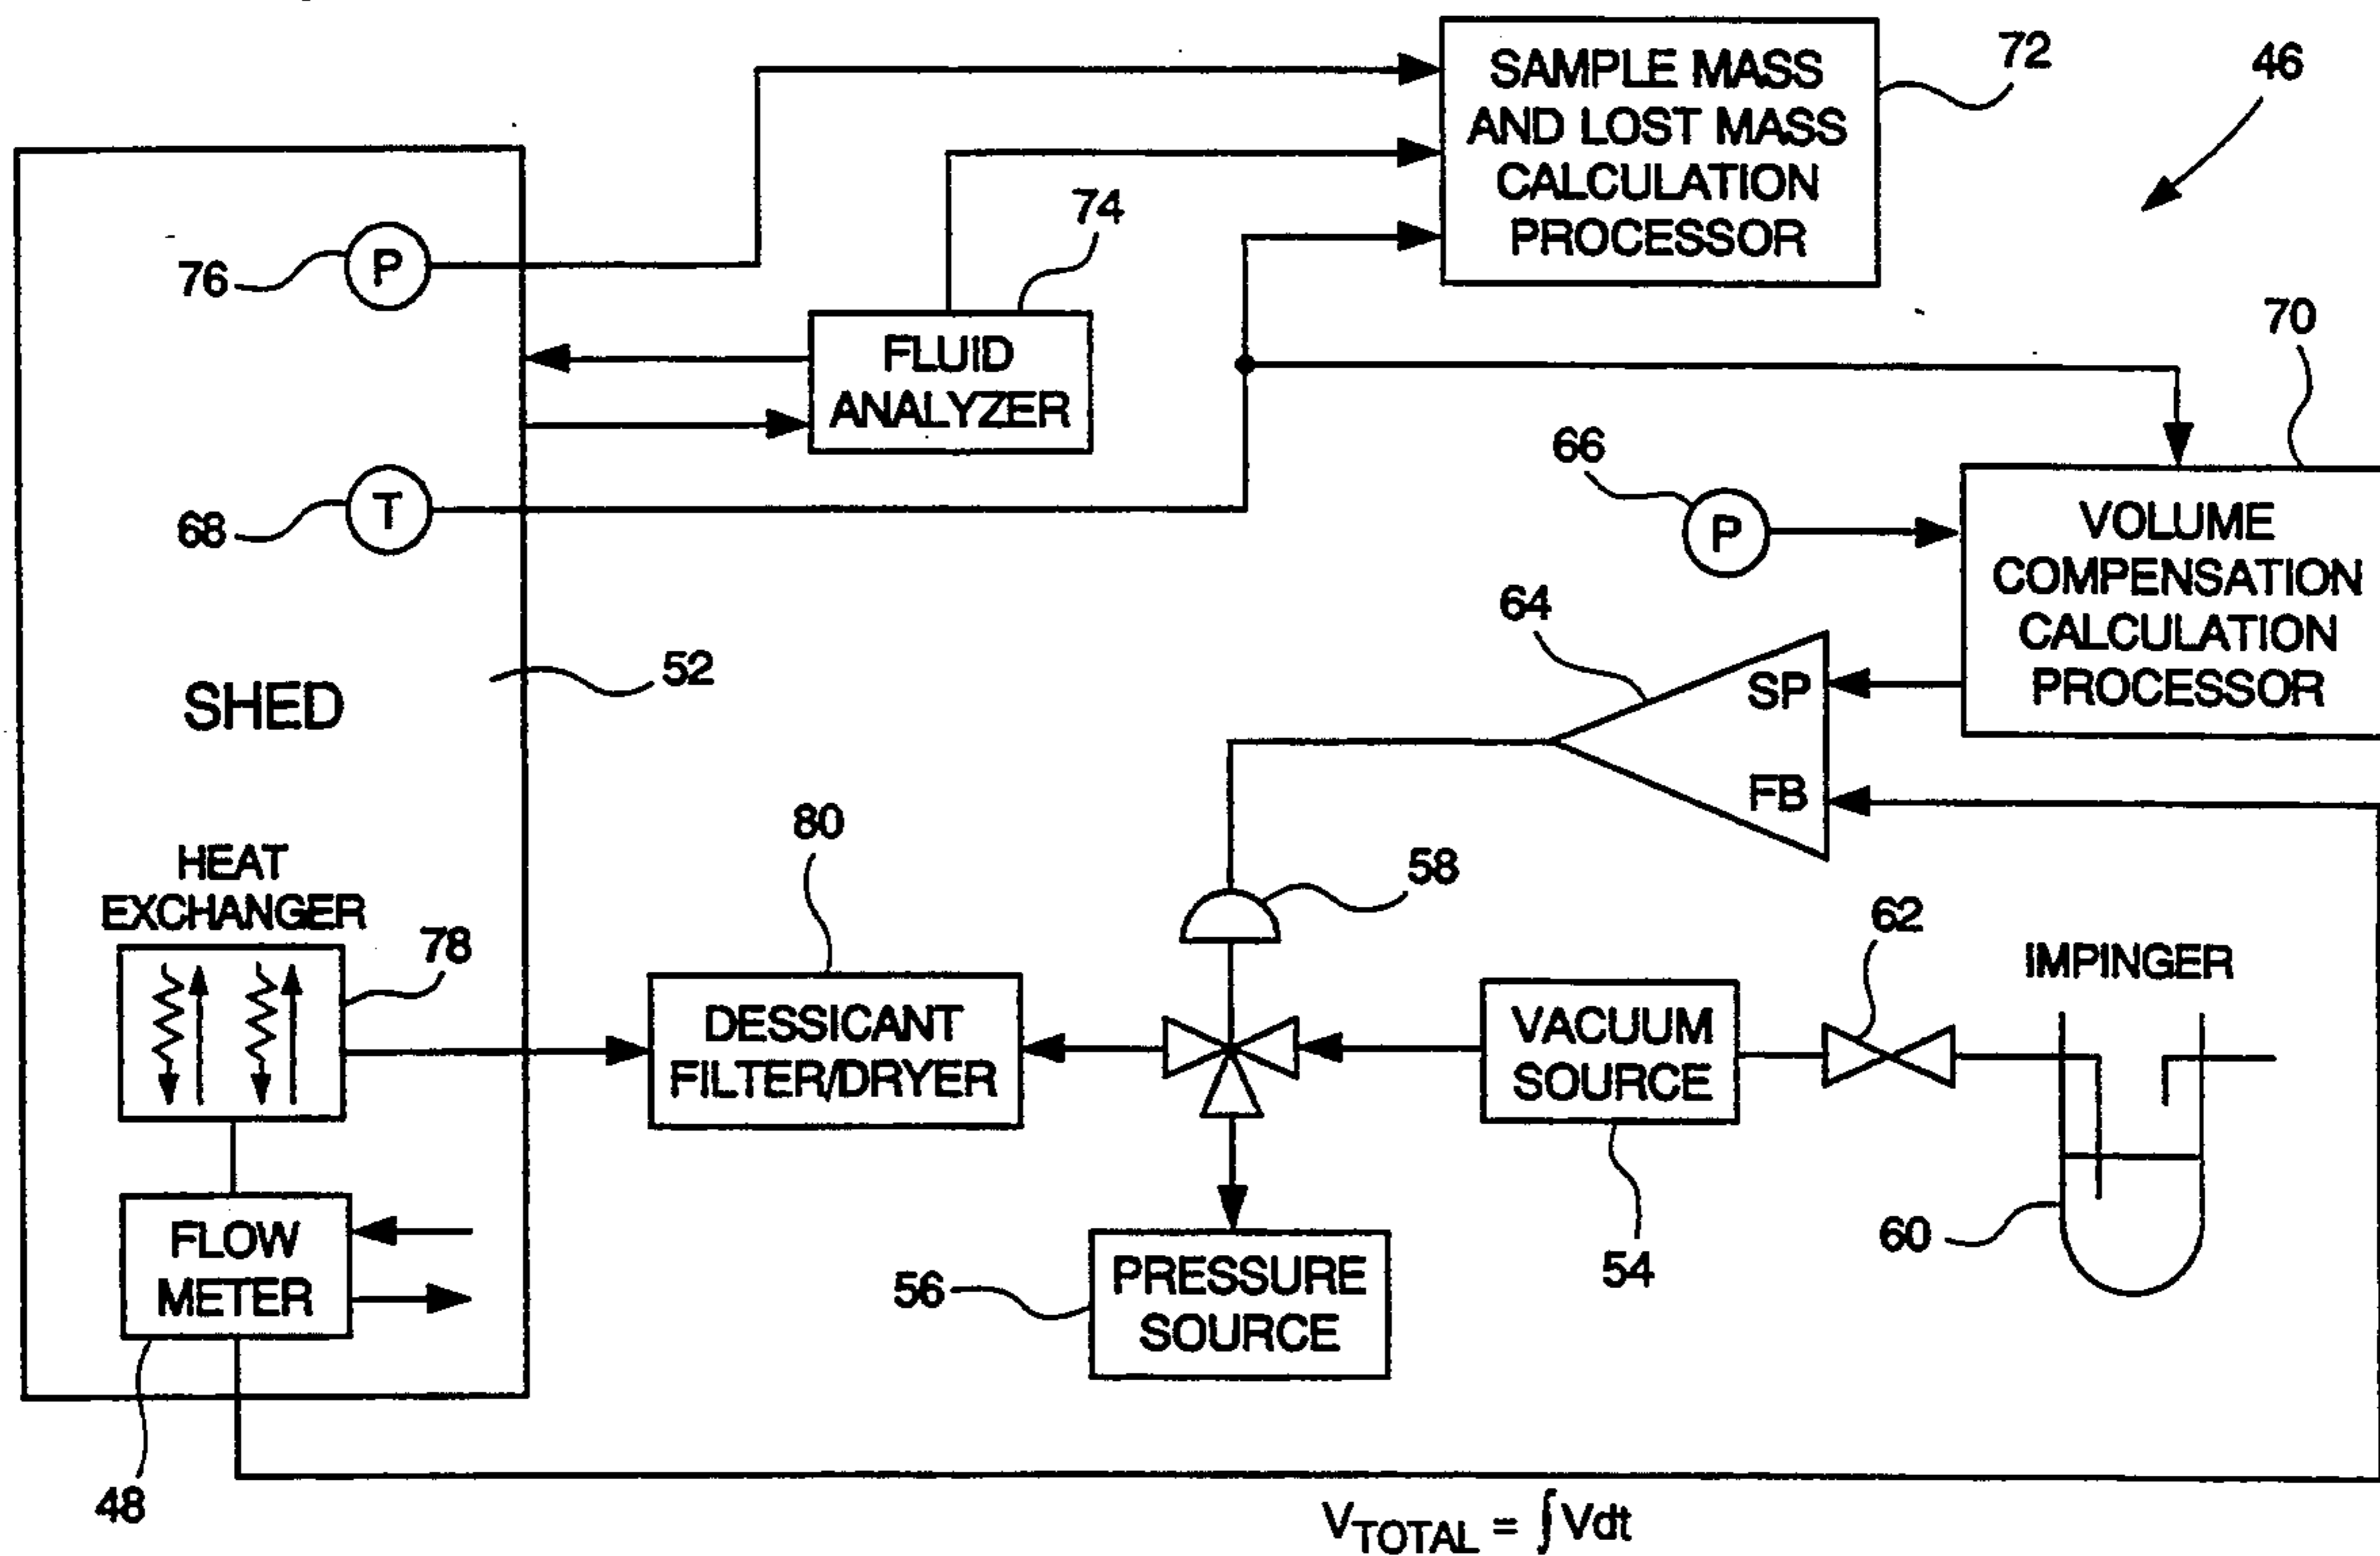 SAMPLE MASS
AND LOST MASS
CALCULATION
PROCESSOR
72
46
74
P
76
FLUID
ANALYZER
70
66
P
68
T
VOLUME
COMPENSATION
CALCULATION
PROCESSOR
64
52
SHED
SP
FB
80
HEAT
EXCHANGER
78
58
62
IMPINGER
DESSICANT
FILTER/DRYER
VACUUM
SOURCE
FLOW
METER
60
54
56
PRESSURE
SOURCE
48
V_TOTAL = ∫Vdt